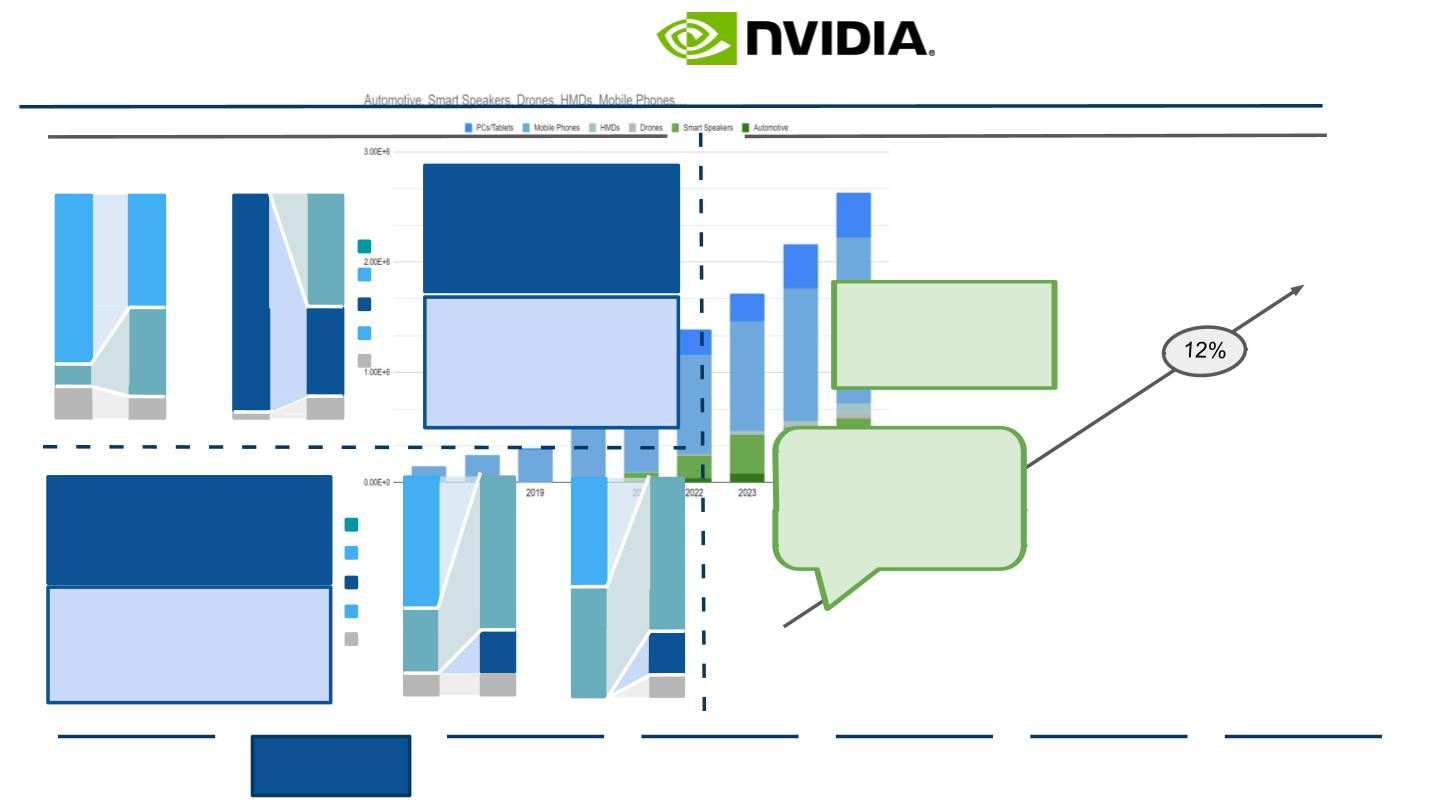 NVIDIA.
Automotive, Smart Speakers, Drones, HMDs, Mobile Phones...
PCs/Tablets Mobile Phones HMDs Drones Smart Speakers Automotive
3.00E+6
2.00E+6
12%
1.00E+6
0.00E+0
2019 2022 2023